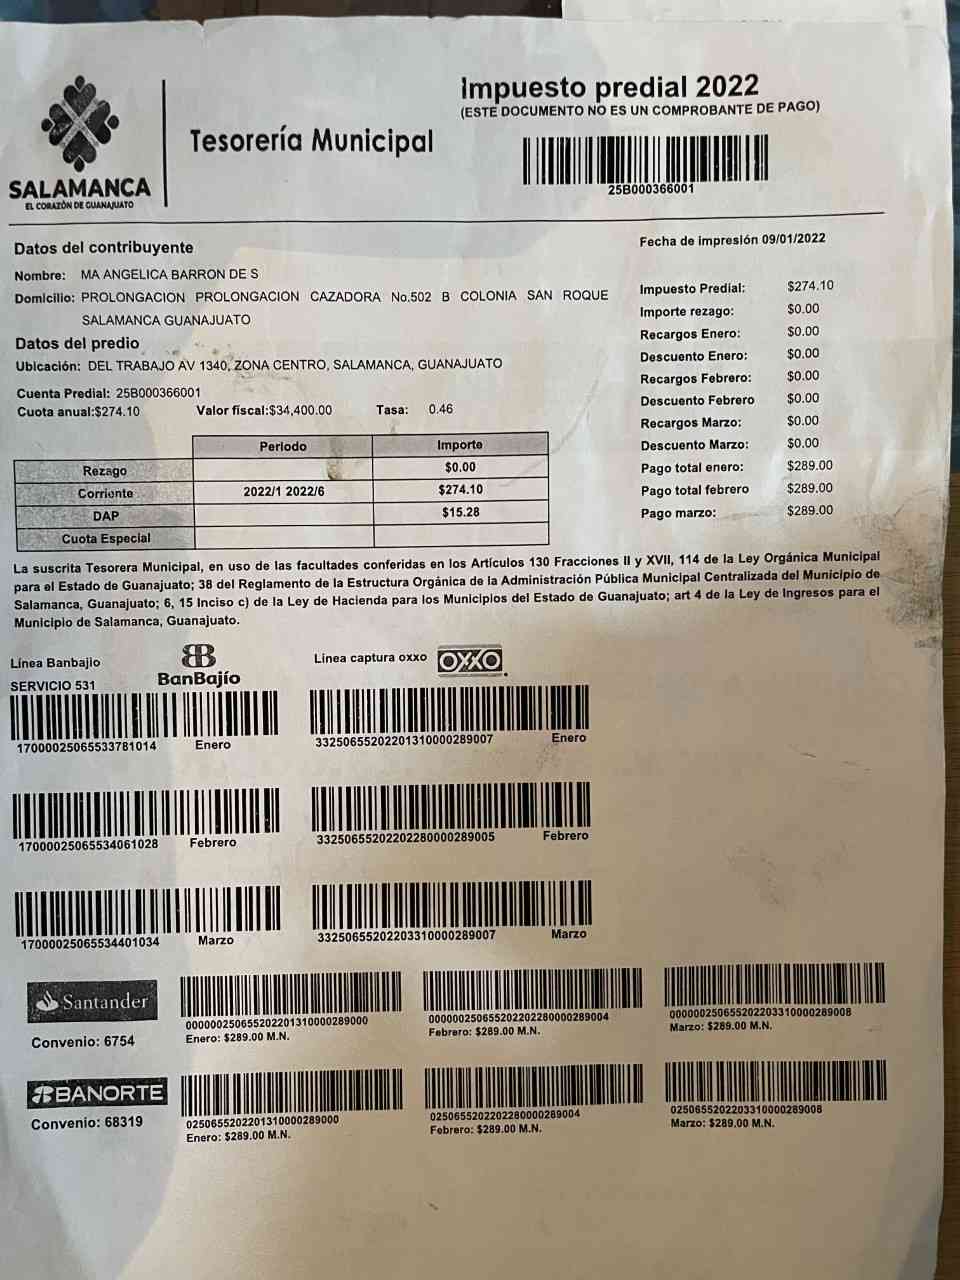 Impuesto predial 2022
(ESTE DOCUMENTO NO ES UN COMPROBANTE DE PAGO)
Tesorería Municipal
SALAMANCA
EL CORAZÓN DE GUANAJUATO
25B000366001
Datos del contribuyente
Nombre: MA ANGELICA BARRON DE S
Domicilio: PROLONGACION PROLONGACION CAZADORA No.502 B COLONIA SAN ROQUE
SALAMANCA GUANAJUATO
Datos del predio
Ubicación: DEL TRABAJO AV 1340, ZONA CENTRO, SALAMANCA, GUANAJUATO
Cuenta Predial: 25B000366001
Cuota anual:$274.10 Valor fiscal:$34,400.00 Tasa: 0.46
Fecha de impresión 09/01/2022
Impuesto Predial: $274.10
Importe rezago: $0.00
Recargos Enero: $0.00
Descuento Enero: $0.00
Recargos Febrero: $0.00
Descuento Febrero $0.00
Recargos Marzo: $0.00
Descuento Marzo: $0.00
Pago total enero: $289.00
Pago total febrero $289.00
Pago marzo: $289.00
Periodo Importe
Rezago $0.00
Corriente 2022/1 2022/6 $274.10
DAP $15.28
Cuota Especial
La suscrita Tesorera Municipal, en uso de las facultades conferidas en los Artículos 130 Fracciones II y XVII, 114 de la Ley Orgánica Municipal
para el Estado de Guanajuato; 38 del Reglamento de la Estructura Orgánica de la Administración Pública Municipal Centralizada del Municipio de
Salamanca, Guanajuato; 6, 15 Inciso c) de la Ley de Hacienda para los Municipios del Estado de Guanajuato; art 4 de la Ley de Ingresos para el
Municipio de Salamanca, Guanajuato.
Línea Banbajio
SERVICIO 531
BanBajío
Linea captura oxxo
OXXO
17000025065533781014 Enero
3325065520220131000028 9007 Enero
17000025065534061028 Febrero
33250655202202280000289005 Febrero
17000025065534401034 Marzo
33250655202203310000289007 Marzo
Santander
Convenio: 6754
000000250655202201310000289000
Enero: $289.00 M.N.
000000250655202202280000289004
Febrero: $289.00 M.N.
000000250655202203310000289008
Marzo: $289.00 M.N.
BANORTE
Convenio: 68319
0250655202201310000289000
Enero: $289.00 M.N.
0250655202202280000289004
Febrero: $289.00 M.N.
0250655202203310000289008
Marzo: $289.00 M.N.